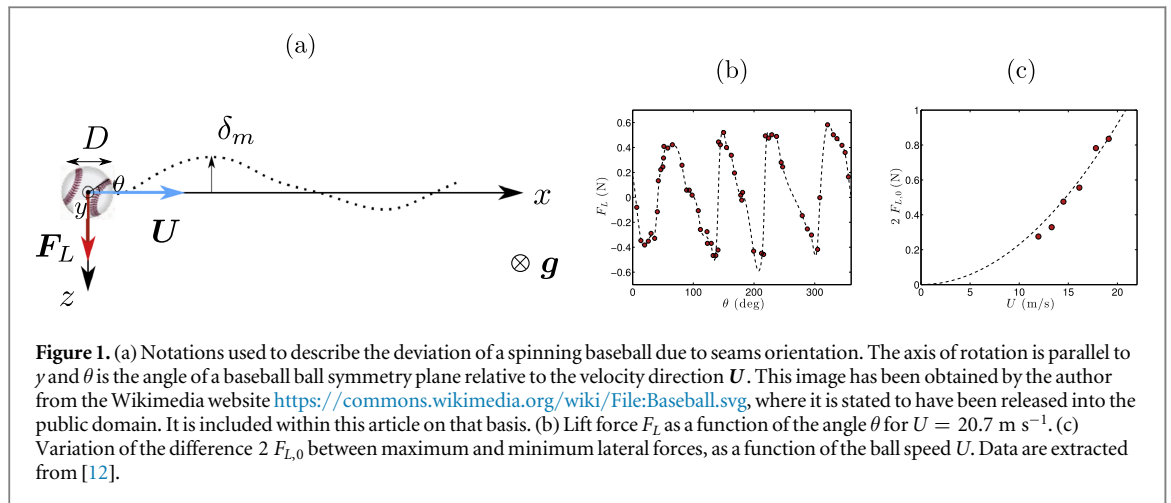 (a)
D
δₘ
θ
y
x
U
F_L
z
⊗ g
(b)
F_L (N)
0.6
0.4
0.2
0
−0.2
−0.4
−0.6
0 100 200 300
θ (deg)
(c)
2 F_{L,0} (N)
1
0.8
0.6
0.4
0.2
0
0 5 10 15 20
U (m/s)
Figure 1. (a) Notations used to describe the deviation of a spinning baseball due to seams orientation. The axis of rotation is parallel to
y and θ is the angle of a baseball ball symmetry plane relative to the velocity direction U. This image has been obtained by the author
from the Wikimedia website https://commons.wikimedia.org/wiki/File:Baseball.svg, where it is stated to have been released into the
public domain. It is included within this article on that basis. (b) Lift force F_L as a function of the angle θ for U = 20.7 m s⁻¹. (c)
Variation of the difference 2 F_{L,0} between maximum and minimum lateral forces, as a function of the ball speed U. Data are extracted
from [12].